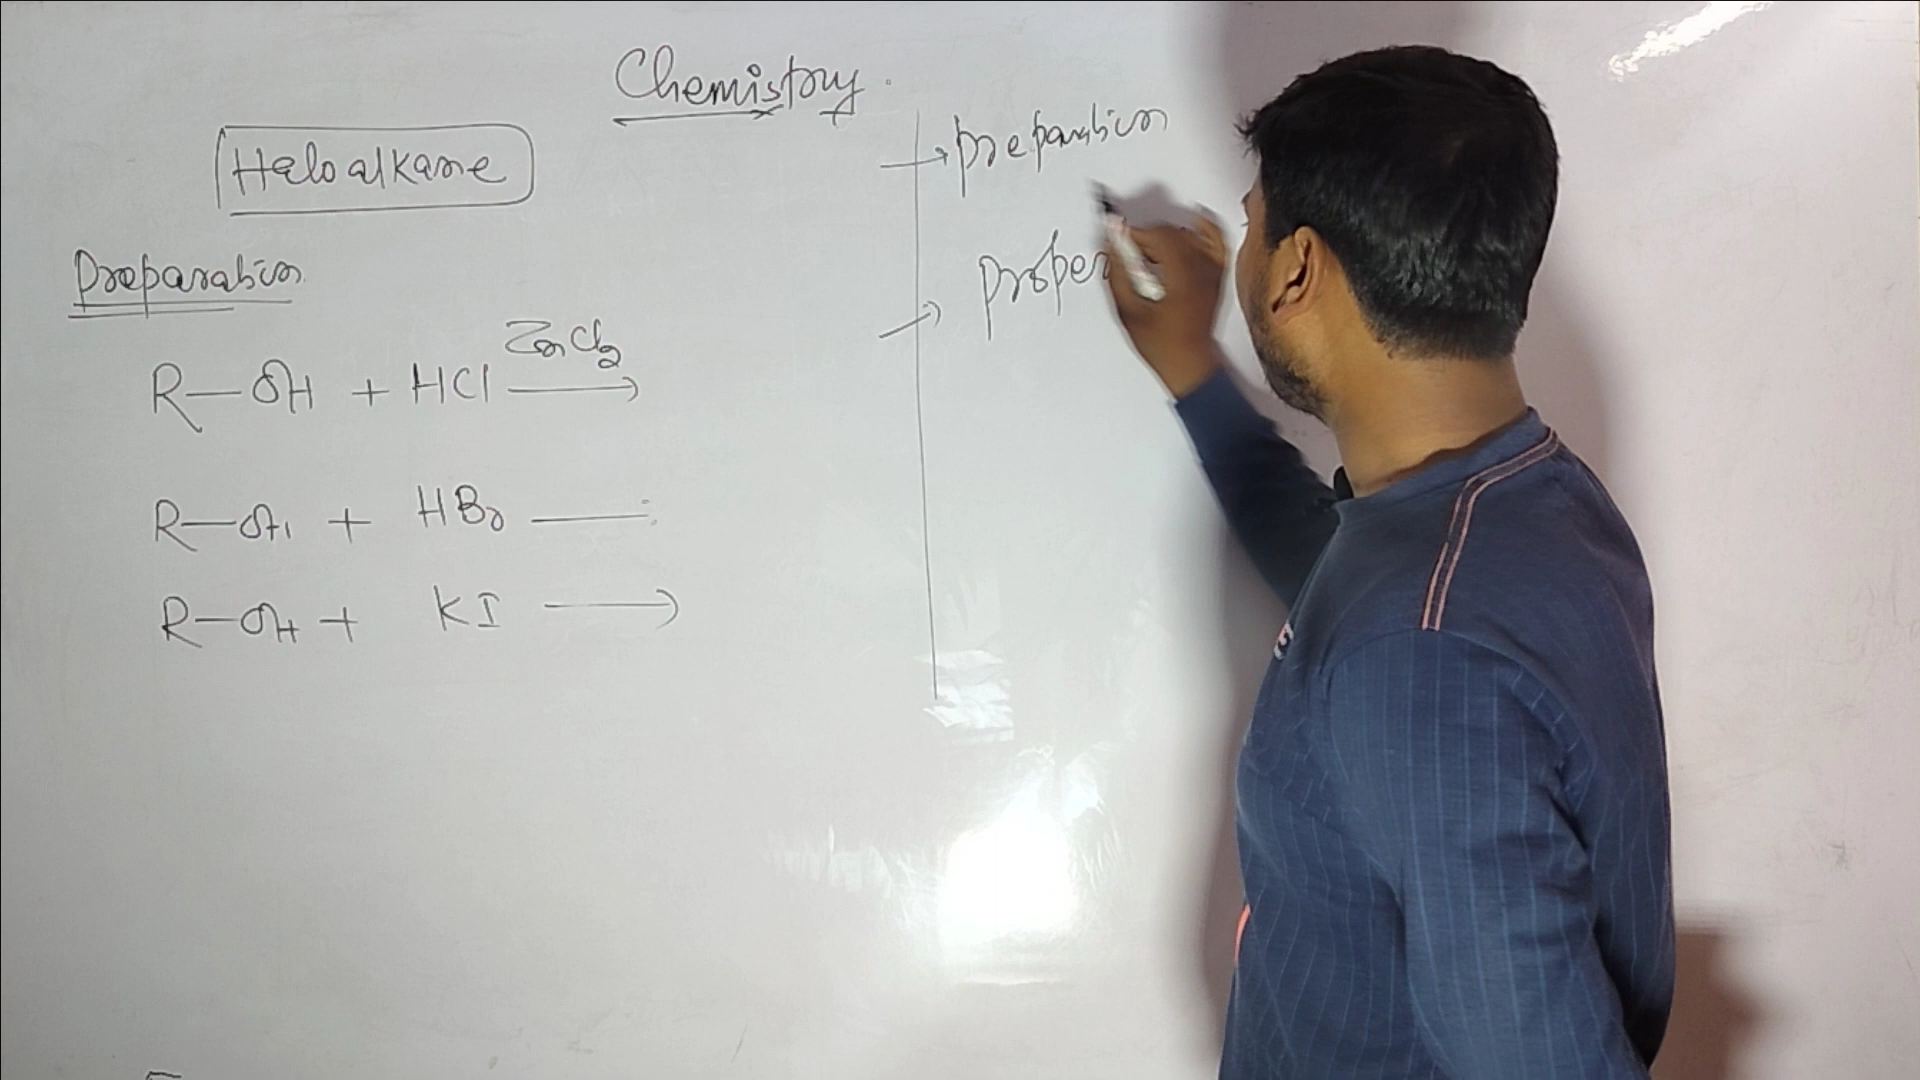 Chemistry
Haloalkane
Preparation
R-OH + HCl ZnCl2 →
R-OH + HBr —
R-OH + KI →
→ preparation
→ proper